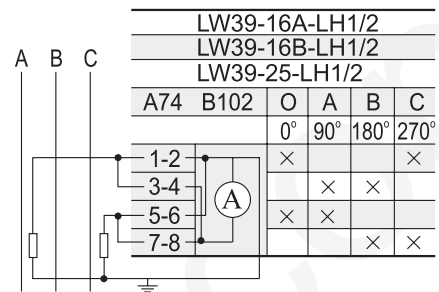 LW39-16A-LH1/2
LW39-16B-LH1/2
LW39-25-LH1/2
A B C
A74 B102 O A B C
0° 90° 180° 270°
1-2 × ×
3-4 × ×
A
5-6 × ×
7-8 × ×